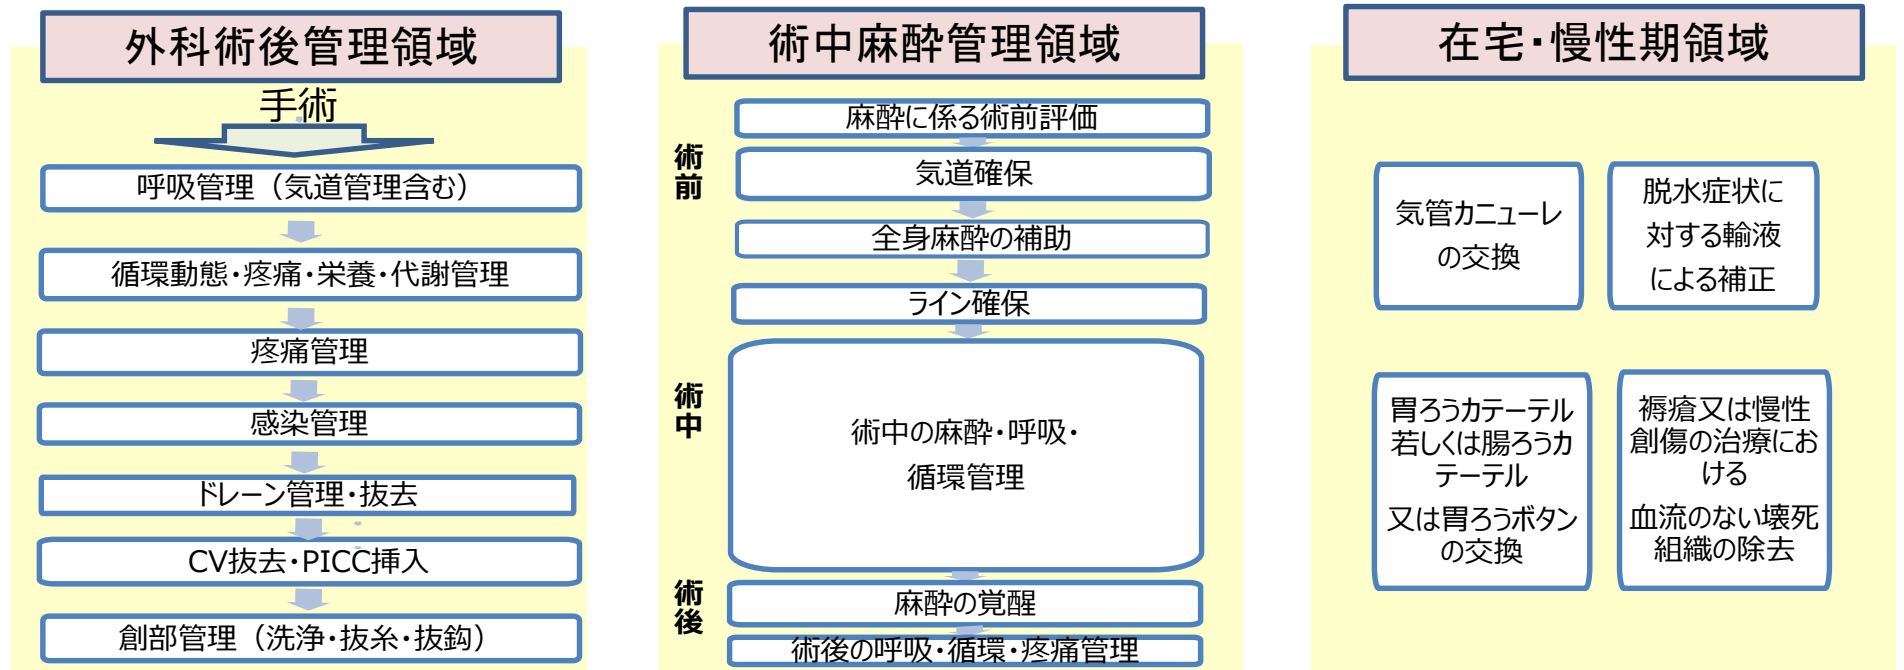 外科術後管理領域
手術
呼吸管理（気道管理含む）
循環動態・疼痛・栄養・代謝管理
疼痛管理
感染管理
ドレーン管理・抜去
CV抜去・PICC挿入
創部管理（洗浄・抜糸・抜鈎）
術中麻酔管理領域
術前
麻酔に係る術前評価
気道確保
全身麻酔の補助
ライン確保
術中
術中の麻酔・呼吸・
循環管理
術後
麻酔の覚醒
術後の呼吸・循環・疼痛管理
在宅・慢性期領域
気管カニューレ
の交換
脱水症状に
対する輸液
による補正
胃ろうカテーテル
若しくは腸ろうカ
テーテル
又は胃ろうボタン
の交換
褥瘡又は慢性
創傷の治療にお
ける
血流のない壊死
組織の除去